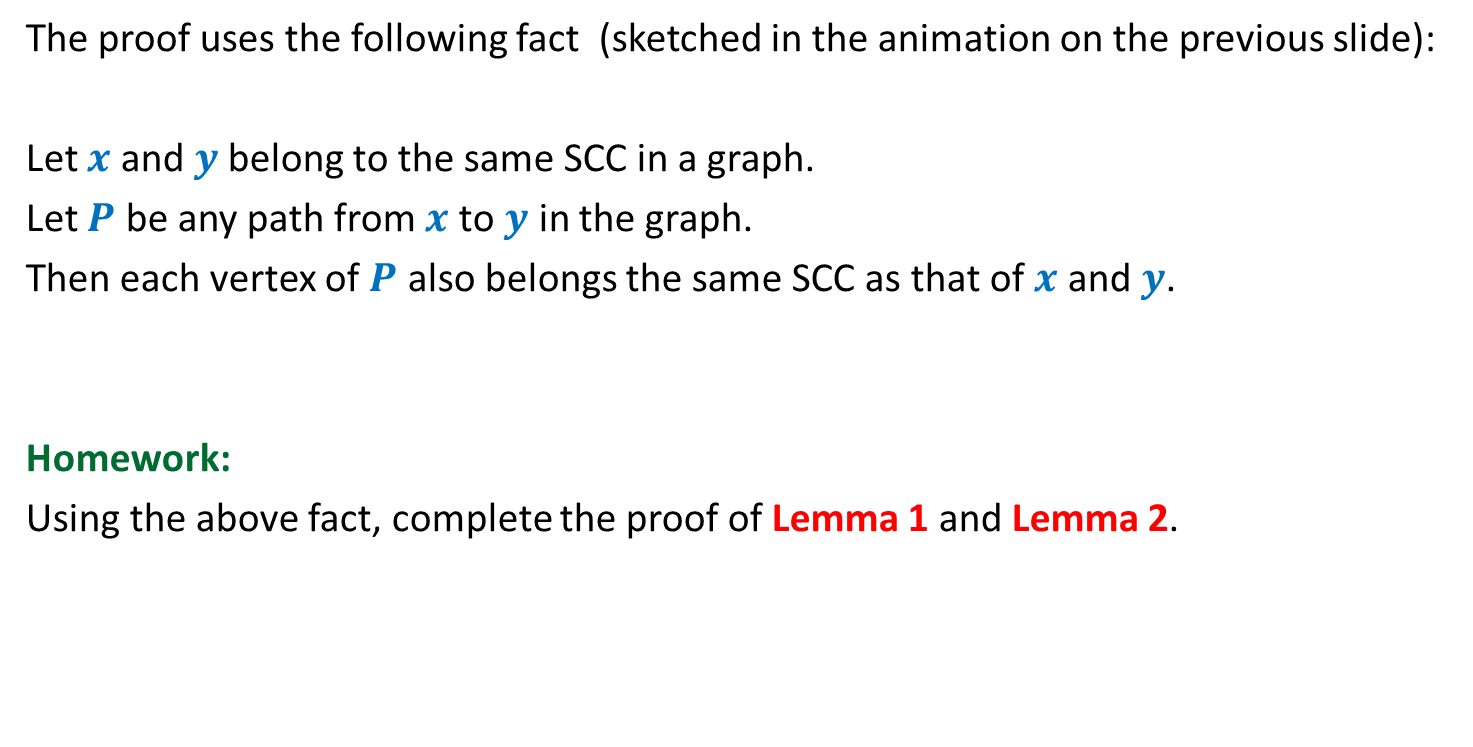 The proof uses the following fact (sketched in the animation on the previous slide):
Let x and y belong to the same SCC in a graph.
Let P be any path from x to y in the graph.
Then each vertex of P also belongs the same SCC as that of x and y.
Homework:
Using the above fact, complete the proof of Lemma 1 and Lemma 2.